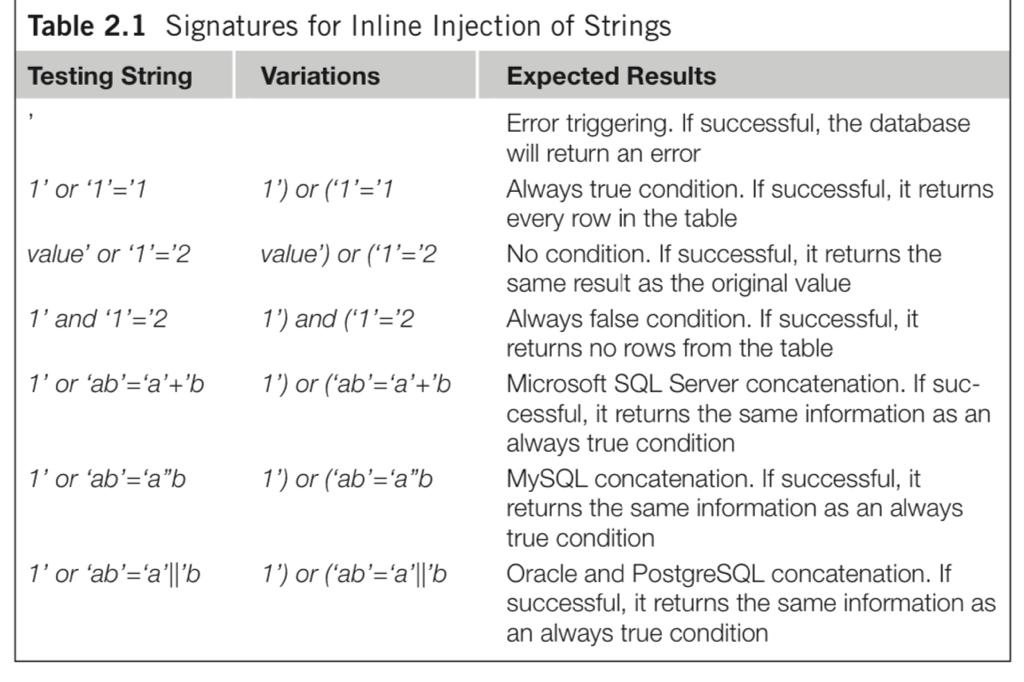 Table 2.1 Signatures for Inline Injection of Strings
Testing String Variations Expected Results
’ Error triggering. If successful, the database
will return an error
1’ or ‘1’=’1 1’) or (‘1’=’1 Always true condition. If successful, it returns
every row in the table
value’ or ‘1’=’2 value’) or (‘1’=’2 No condition. If successful, it returns the
same result as the original value
1’ and ‘1’=’2 1’) and (‘1’=’2 Always false condition. If successful, it
returns no rows from the table
1’ or ‘ab’=‘a’+’b 1’) or (‘ab’=‘a’+’b Microsoft SQL Server concatenation. If suc-
cessful, it returns the same information as an
always true condition
1’ or ‘ab’=‘a’’b 1’) or (‘ab’=‘a’’b MySQL concatenation. If successful, it
returns the same information as an always
true condition
1’ or ‘ab’=‘a’||’b 1’) or (‘ab’=‘a’||’b Oracle and PostgreSQL concatenation. If
successful, it returns the same information as
an always true condition